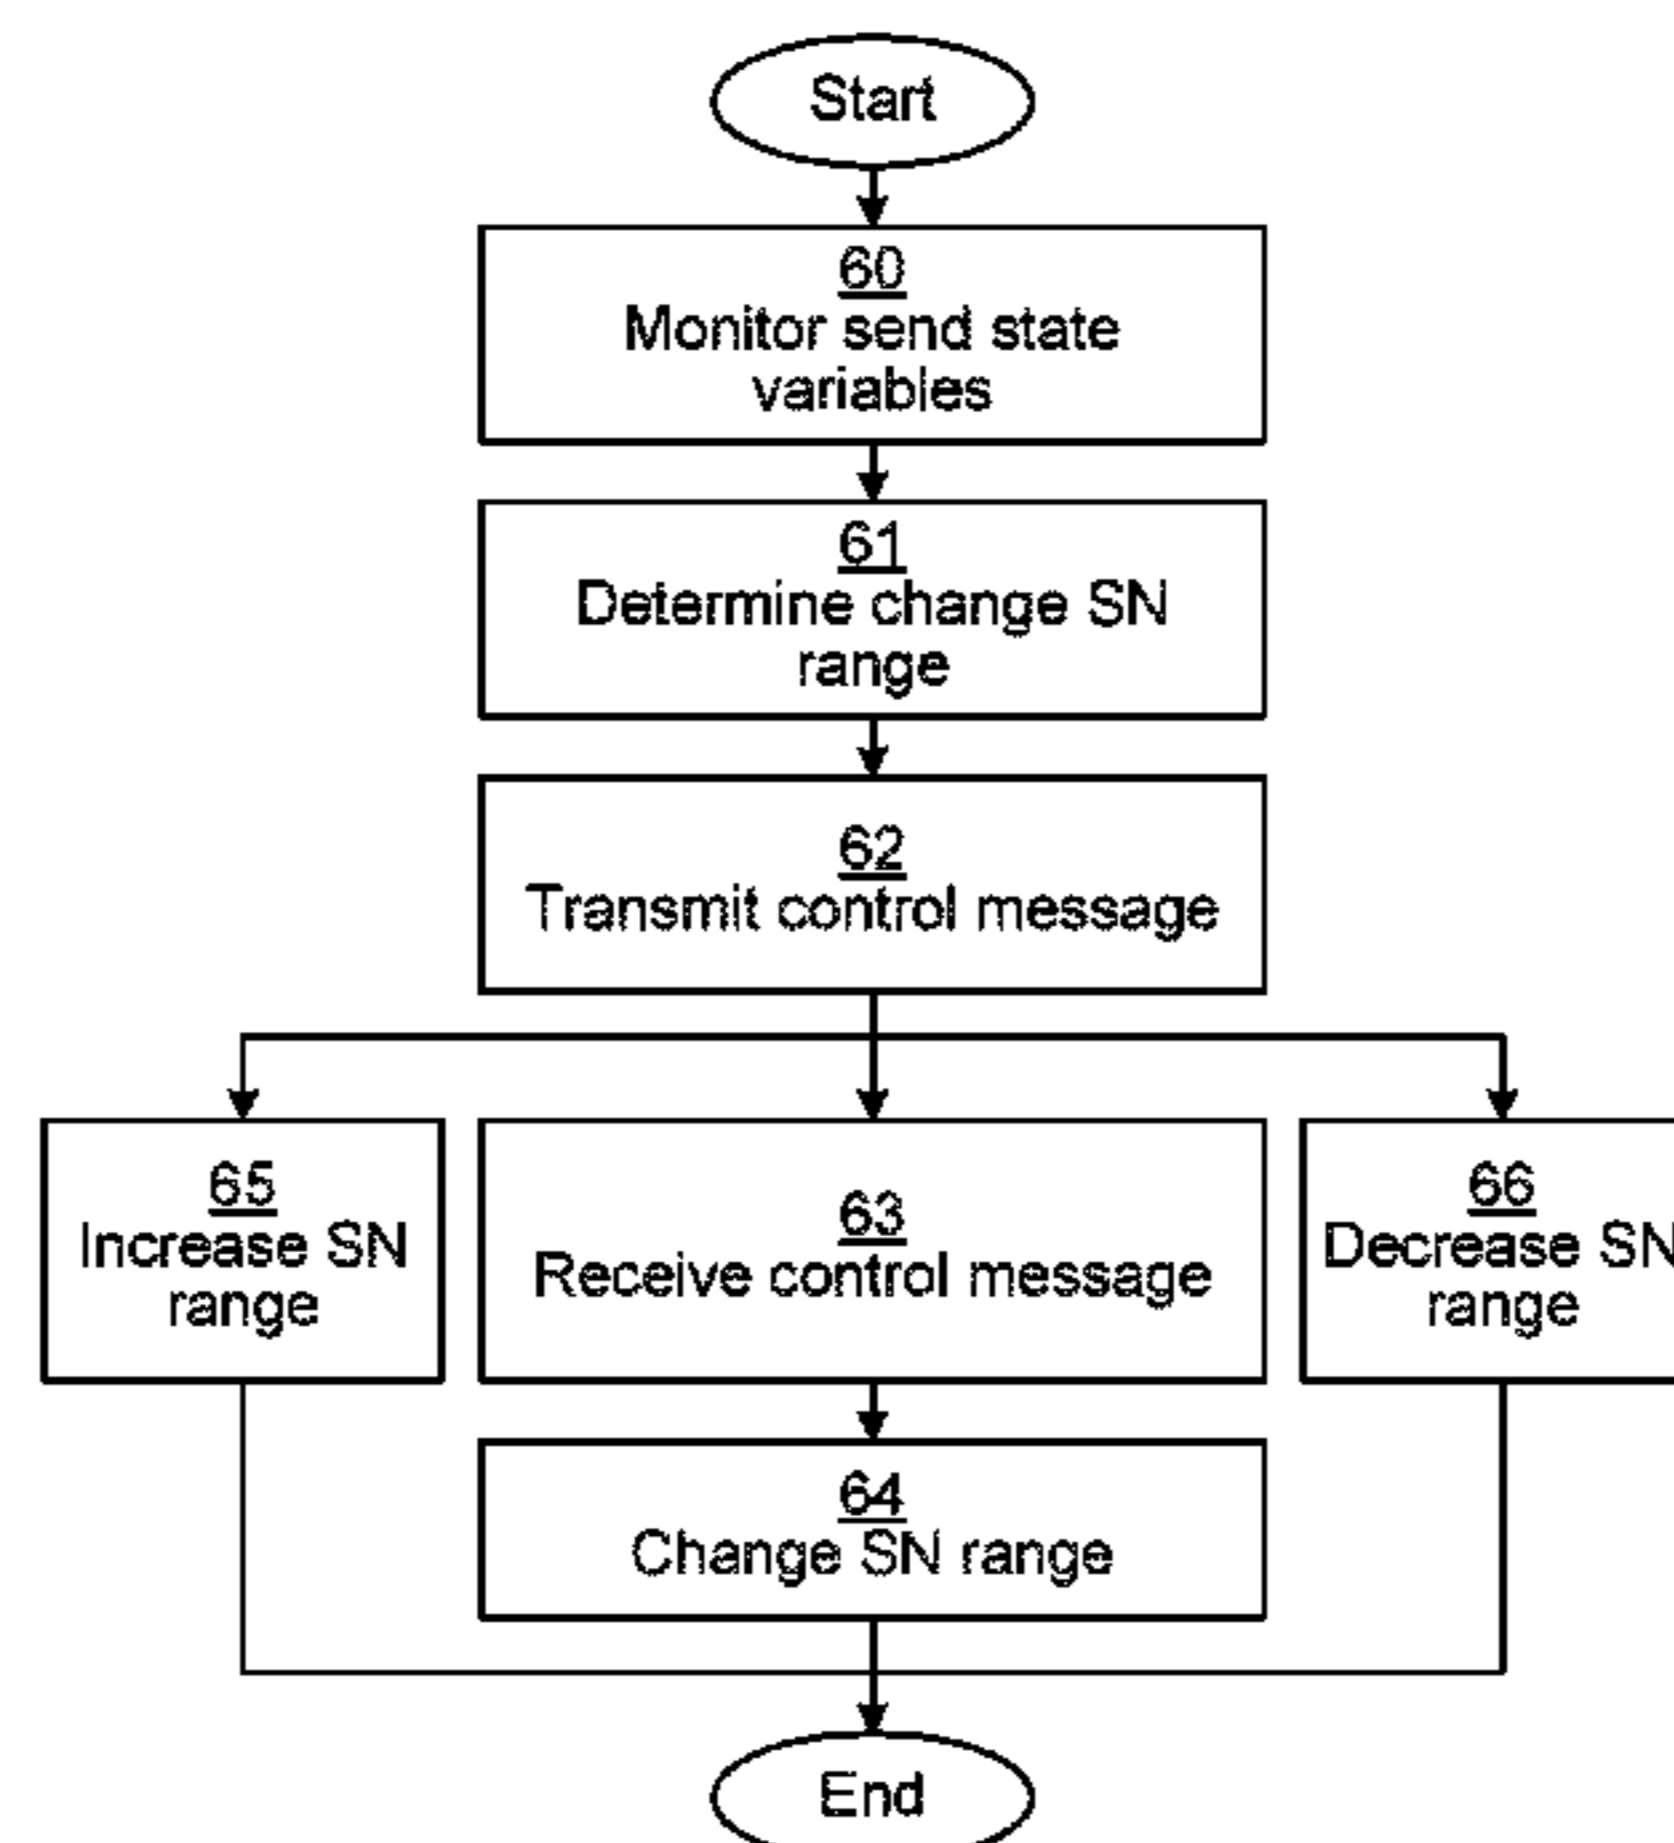 Start
60
Monitor send state
variables
61
Determine change SN
range
62
Transmit control message
65
Increase SN
range
63
Receive control message
66
Decrease SN
range
64
Change SN range
End